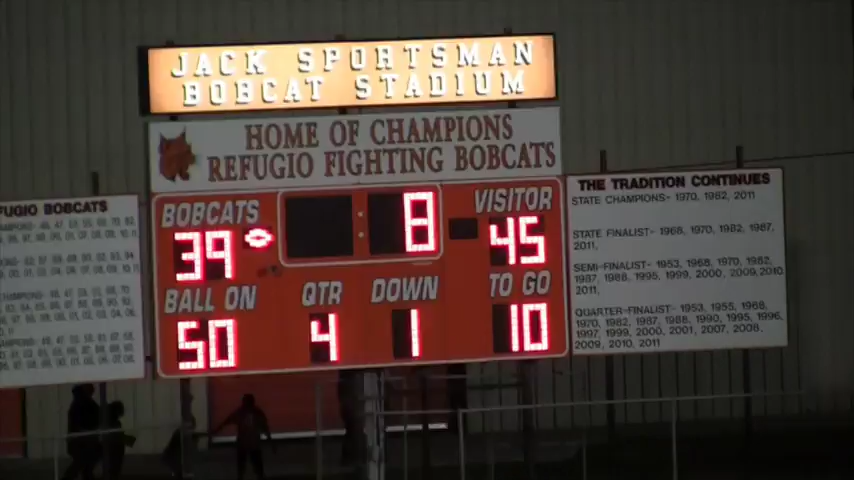 JACK SPORTSMAN
BOBCAT STADIUM
HOME OF CHAMPIONS
REFUGIO FIGHTING BOBCATS
BOBCATS 8 VISITOR
39 45
BALL ON QTR DOWN TO GO
50 4 1 10
FUGIO BOBCATS
THE TRADITION CONTINUES
STATE CHAMPIONS- 1970, 1982, 2011
STATE FINALIST- 1968, 1970, 1982, 1987,
2011,
SEMI-FINALIST- 1953, 1968, 1970, 1982,
1987, 1988, 1995, 1999, 2000, 2009, 2010,
2011,
QUARTER-FINALIST- 1953, 1955, 1968,
1970, 1982, 1987, 1988, 1990, 1995, 1996,
1997, 1999, 2000, 2001, 2007, 2008,
2009, 2010, 2011